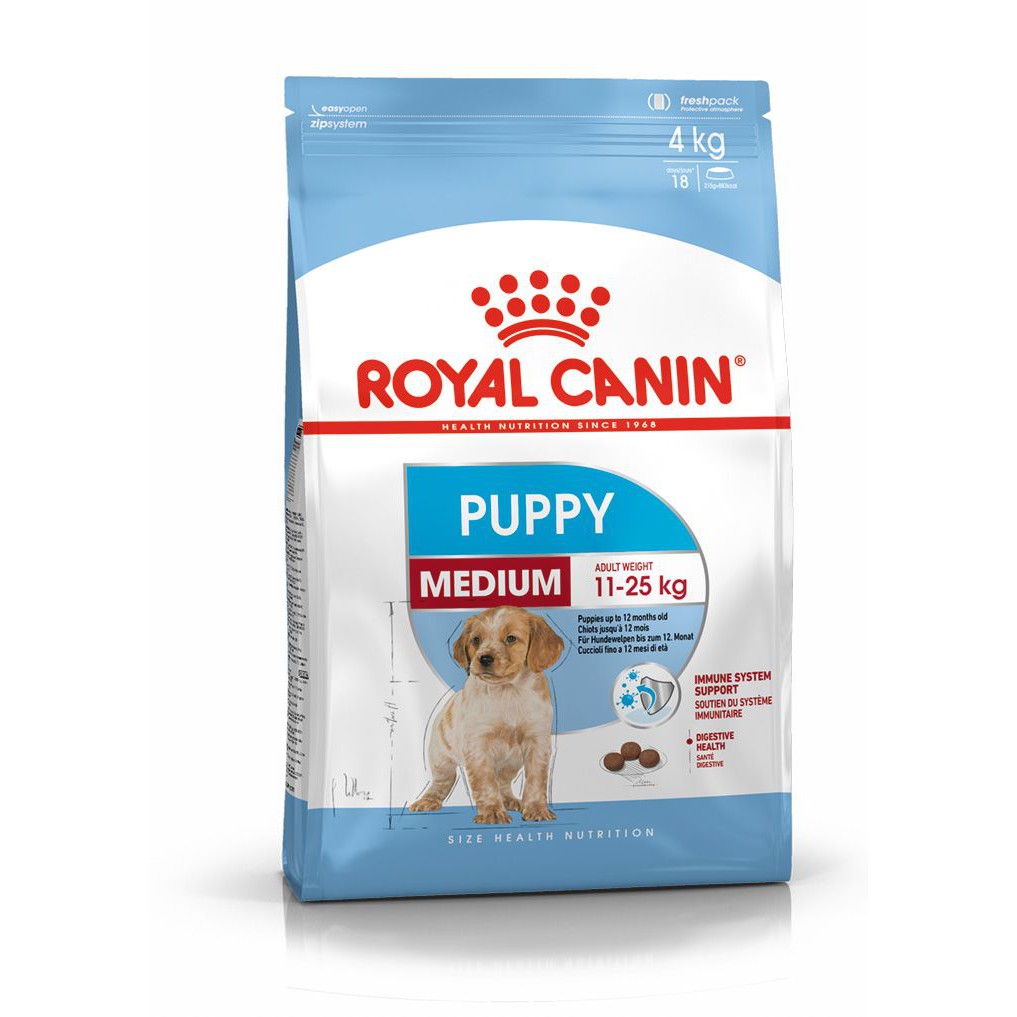 easyopen
zipsystem
freshpack
Protective atmosphere
4 kg
18
ROYAL CANIN®
HEALTH NUTRITION SINCE 1968
PUPPY
MEDIUM
ADULT WEIGHT
11-25 kg
Puppies up to 12 months old
Chiots jusqu'à 12 mois
Für Hundewelpen bis zum 12. Monat
Cuccioli fino a 12 mesi di età
IMMUNE SYSTEM
SUPPORT
SOUTIEN DU SYSTÈME
IMMUNITAIRE
DIGESTIVE
HEALTH
SANTÉ
DIGESTIVE
SIZE HEALTH NUTRITION